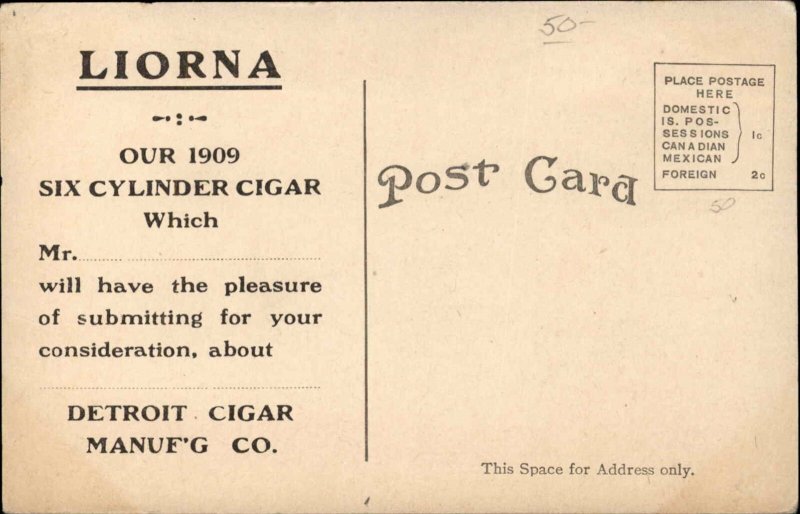 LIORNA
OUR 1909
SIX CYLINDER CIGAR
Which
Mr.
will have the pleasure
of submitting for your
consideration, about
DETROIT CIGAR
MANUF'G CO.
50-
Post Card
PLACE POSTAGE
HERE
DOMESTIC
IS. POS-
SESSIONS 1c
CANADIAN
MEXICAN
FOREIGN 2c
50
This Space for Address only.